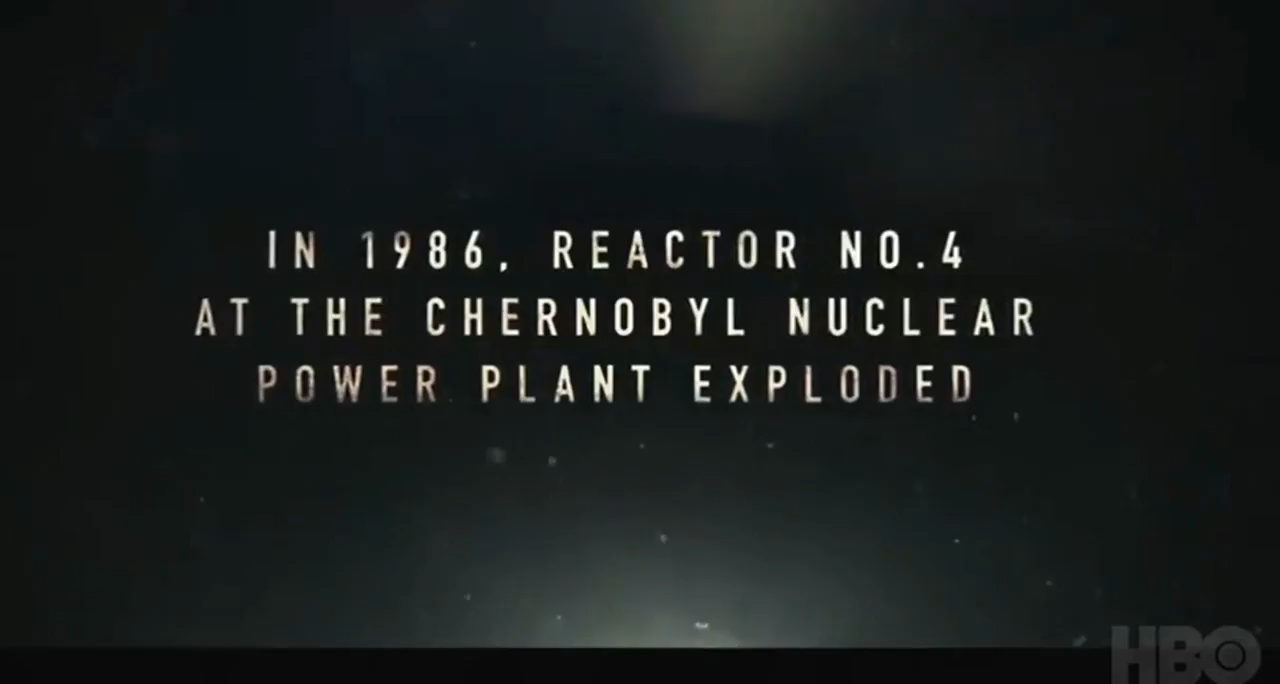 IN 1986, REACTOR NO.4
AT THE CHERNOBYL NUCLEAR
POWER PLANT EXPLODED
HBO